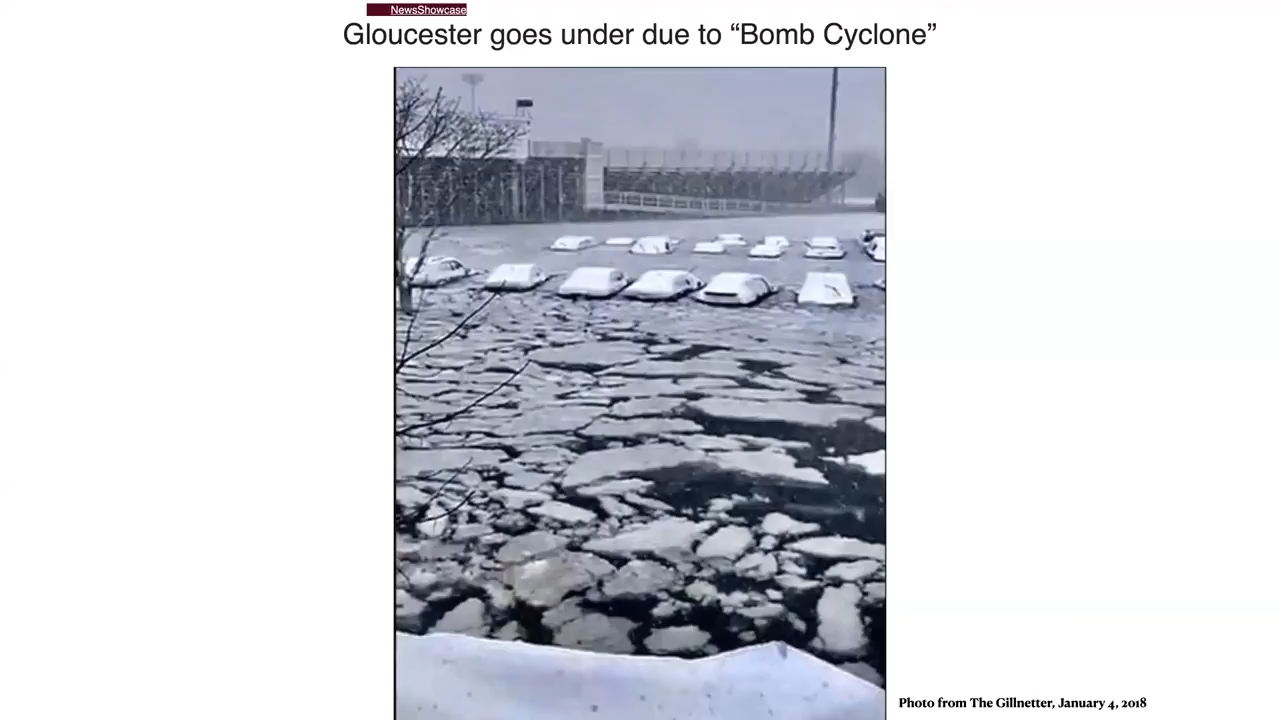 NewsShowcase
Gloucester goes under due to “Bomb Cyclone”
Photo from The Gillnetter, January 4, 2018